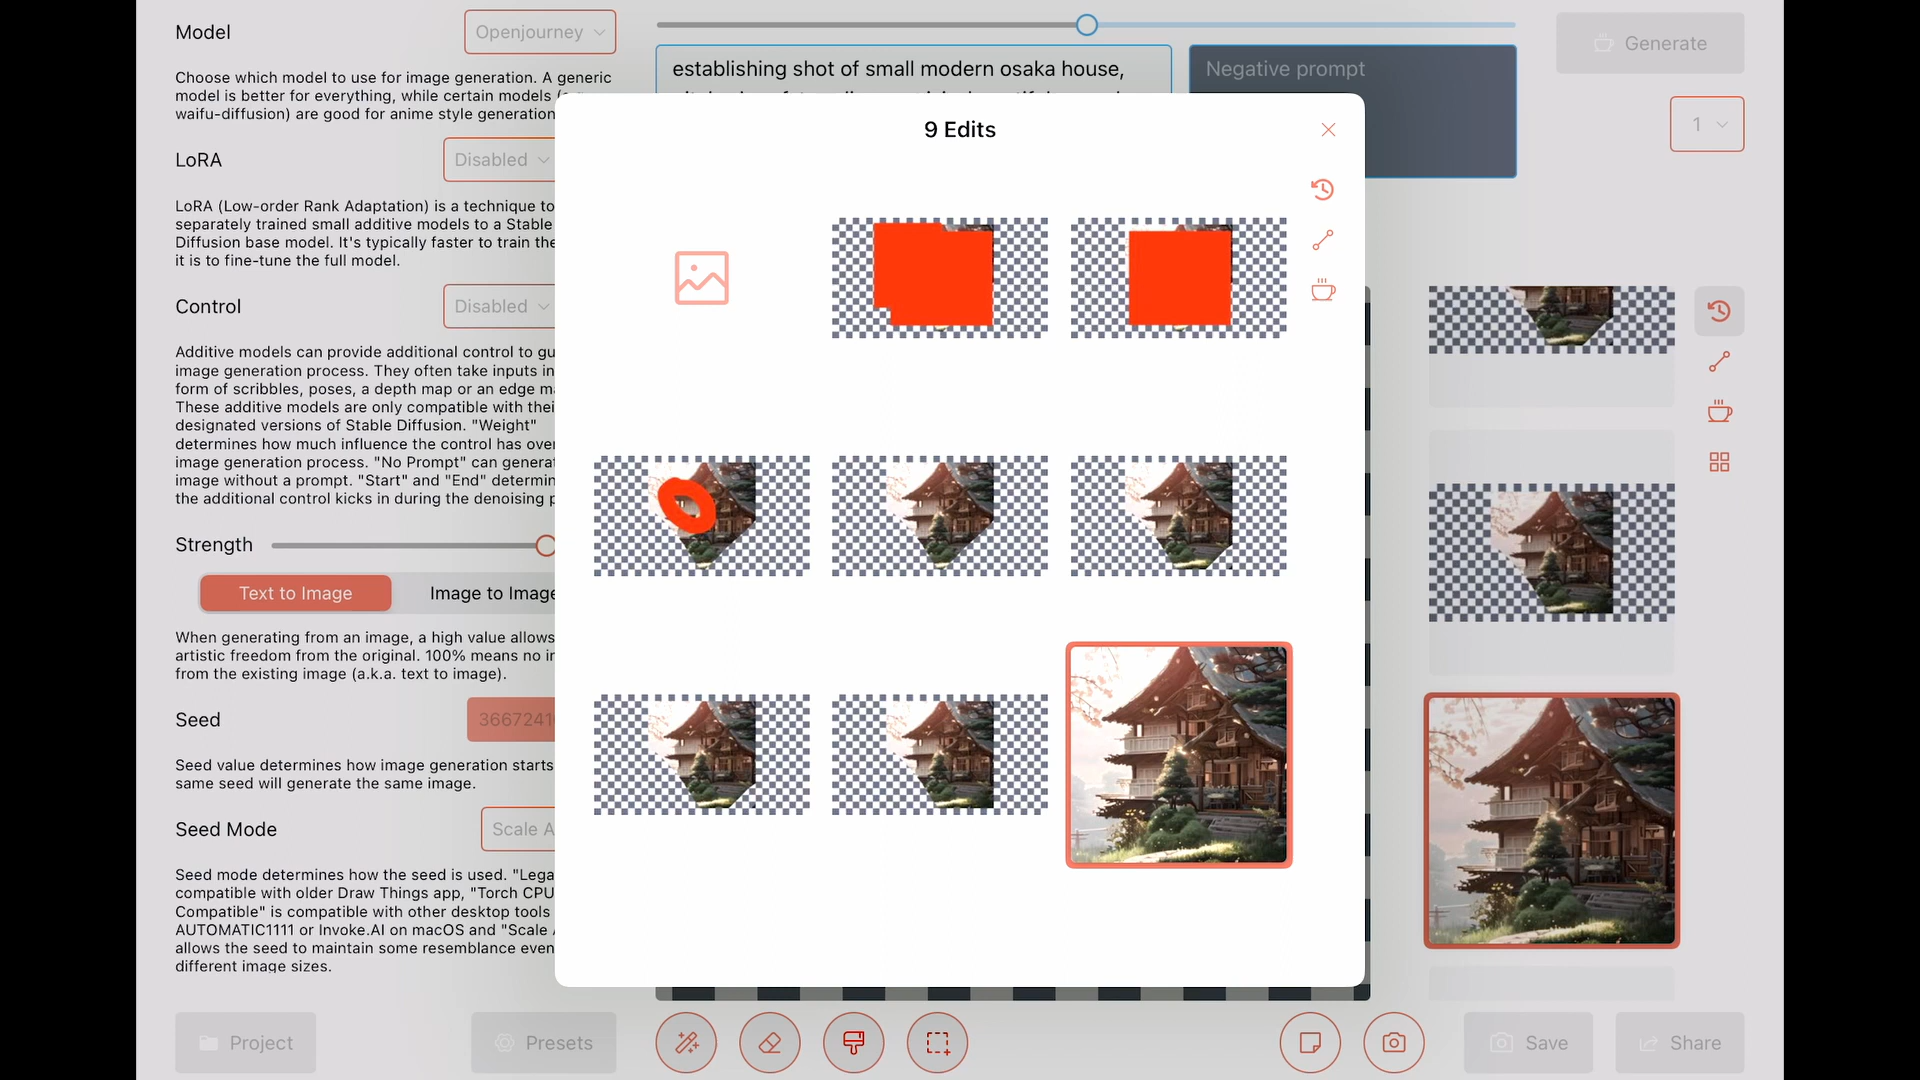 Model
Openjourney
Choose which model to use for image generation. A generic
model is better for everything, while certain models
waifu-diffusion) are good for anime style generation
LoRA
Disabled
LoRA (Low-order Rank Adaptation) is a technique to
separately trained small additive models to a Stable
Diffusion base model. It's typically faster to train
it is to fine-tune the full model.
Control
Disabled
Additive models can provide additional control to
image generation process. They often take inputs in
form of scribbles, poses, a depth map or an edge
These additive models are only compatible with
designated versions of Stable Diffusion. "Weight"
determines how much influence the control has
image generation process. "No Prompt" can
image without a prompt. "Start" and "End"
the additional control kicks in during the denoising
Strength
Text to Image
Image to Image
When generating from an image, a high value allows
artistic freedom from the original. 100% means no
from the existing image (a.k.a. text to image).
Seed
366724
Seed value determines how image generation starts
same seed will generate the same image.
Seed Mode
Scale A
Seed mode determines how the seed is used.
compatible with older Draw Things app, "Torch CPU
Compatible" is compatible with other desktop tools
AUTOMATIC1111 or Invoke.AI on macOS and "Scale
allows the seed to maintain some resemblance even
different image sizes.
Project
Presets
establishing shot of small modern osaka house,
Negative prompt
Generate
1
9 Edits
Save
Share